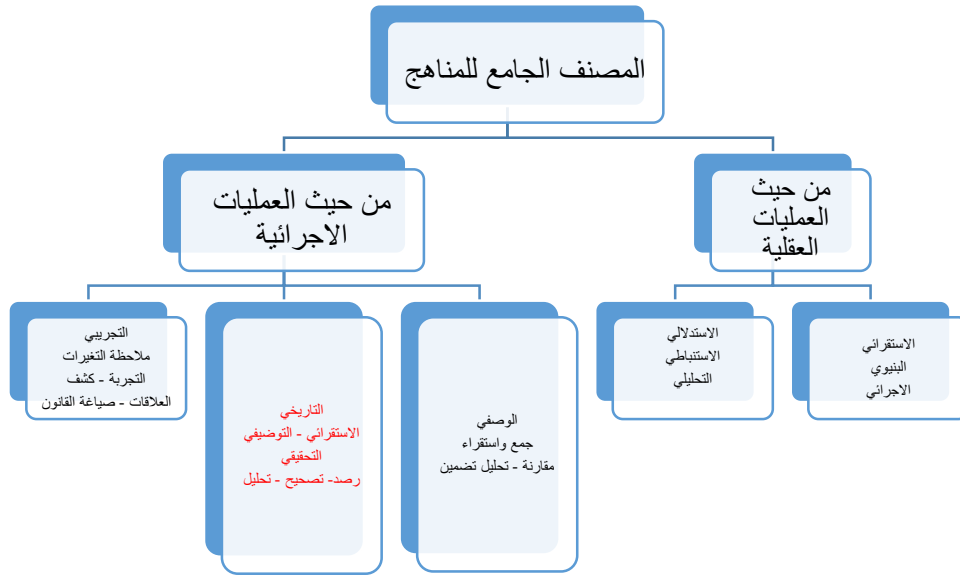 المصنف الجامع للمناهج
من حيث
العمليات
العقلية
من حيث العمليات
الاجرائية
الاستقرائي
البنيوي
الاجرائي
الاستدلالي
الاستنباطي
التحليلي
الوصفي
جمع واستقراء
مقارنة - تحليل تضمين
التاريخي
الاستقرائي - التوضيفي
التحقيقي
رصد- تصحيح - تحليل
التجريبي
ملاحظة التغيرات
التجربة - كشف
العلاقات - صياغة القانون